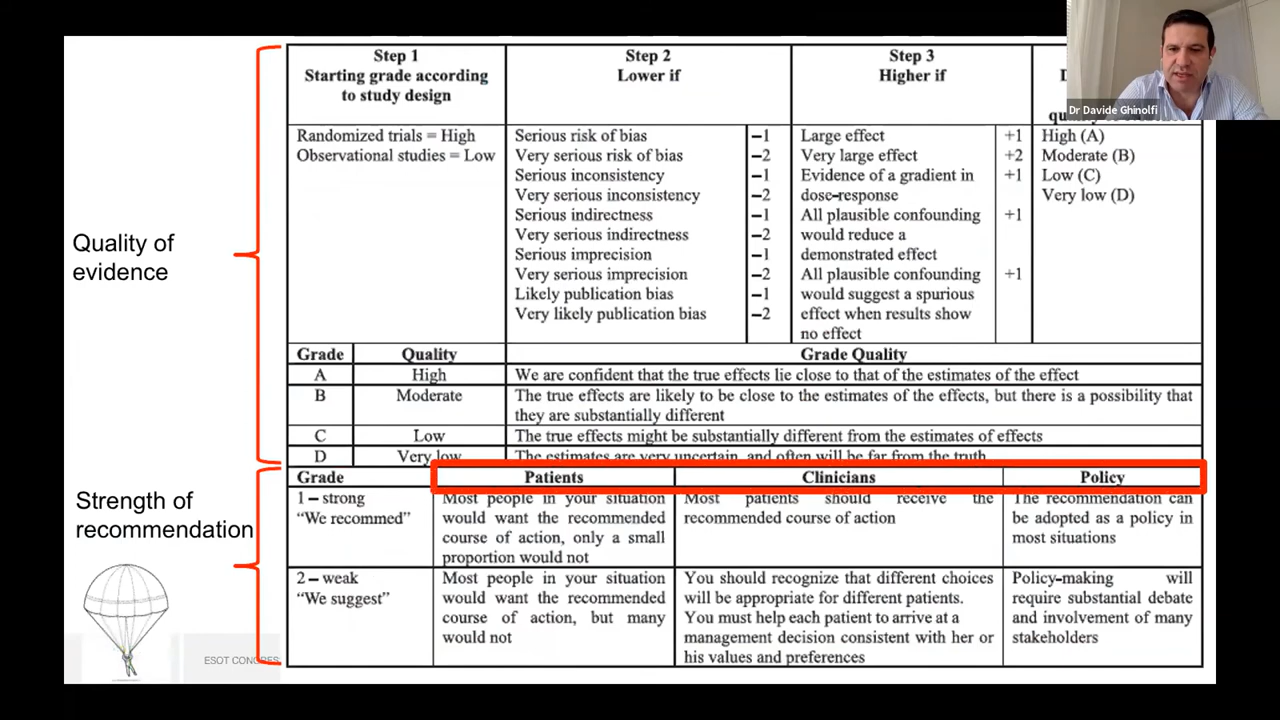 Dr Davide Ghinolfi
Step 1
Starting grade according
to study design
Step 2
Lower if
Step 3
Higher if
Randomized trials = High
Observational studies = Low
Serious risk of bias –1
Very serious risk of bias –2
Serious inconsistency –1
Very serious inconsistency –2
Serious indirectness –1
Very serious indirectness –2
Serious imprecision –1
Very serious imprecision –2
Likely publication bias –1
Very likely publication bias –2
Large effect +1
Very large effect +2
Evidence of a gradient in +1
dose–response
All plausible confounding +1
would reduce a
demonstrated effect
All plausible confounding +1
would suggest a spurious
effect when results show
no effect
High (A)
Moderate (B)
Low (C)
Very low (D)
Quality of
evidence
Grade Quality Grade Quality
A High We are confident that the true effects lie close to that of the estimates of the effect
B Moderate The true effects are likely to be close to the estimates of the effects, but there is a possibility that
they are substantially different
C Low The true effects might be substantially different from the estimates of effects
D Very low The estimates are very uncertain, and often will be far from the truth
Strength of
recommendation
Grade Patients Clinicians Policy
1 – strong
"We recommed"
Most people in your situation
would want the recommended
course of action, only a small
proportion would not
Most patients should receive the
recommended course of action
The recommendation can
be adopted as a policy in
most situations
2 – weak
"We suggest"
Most people in your situation
would want the recommended
course of action, but many
would not
You should recognize that different choices
will be appropriate for different patients.
You must help each patient to arrive at a
management decision consistent with her or
his values and preferences
Policy–making will
require substantial debate
and involvement of many
stakeholders
ESOT CONGRES